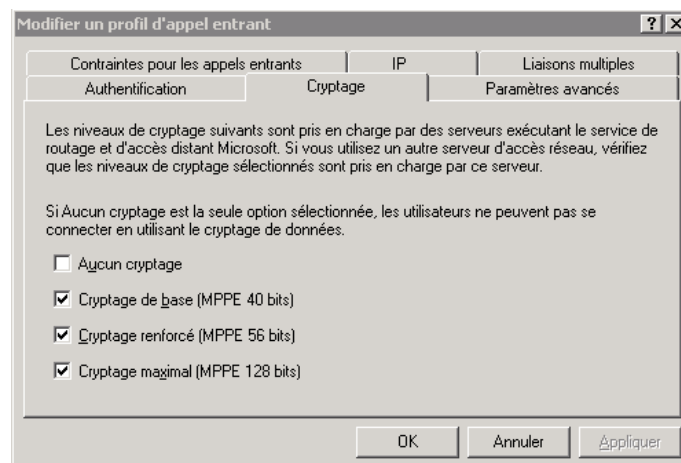 Modifier un profil d'appel entrant
Contraintes pour les appels entrants
IP
Liaisons multiples
Authentification
Cryptage
Paramètres avancés
Les niveaux de cryptage suivants sont pris en charge par des serveurs exécutant le service de
routage et d'accès distant Microsoft. Si vous utilisez un autre serveur d'accès réseau, vérifiez
que les niveaux de cryptage sélectionnés sont pris en charge par ce serveur.
Si Aucun cryptage est la seule option sélectionnée, les utilisateurs ne peuvent pas se
connecter en utilisant le cryptage de données.
Aucun cryptage
Cryptage de base (MPPE 40 bits)
Cryptage renforcé (MPPE 56 bits)
Cryptage maximal (MPPE 128 bits)
OK
Annuler
Appliquer